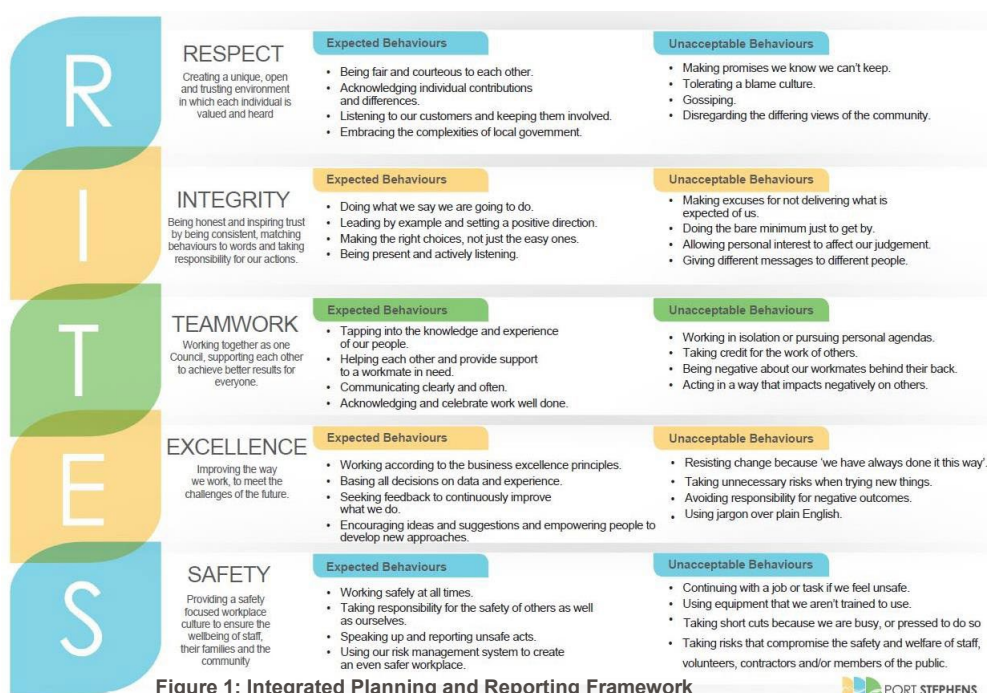 R
RESPECT
Creating a unique, open
and trusting environment
in which each individual is
valued and heard
Expected Behaviours
• Being fair and courteous to each other.
• Acknowledging individual contributions
and differences.
• Listening to our customers and keeping them involved.
• Embracing the complexities of local government.
Unacceptable Behaviours
• Making promises we know we can't keep.
• Tolerating a blame culture.
• Gossiping.
• Disregarding the differing views of the community.
I
INTEGRITY
Being honest and inspiring trust
by being consistent, matching
behaviours to words and taking
responsibility for our actions.
Expected Behaviours
• Doing what we say we are going to do.
• Leading by example and setting a positive direction.
• Making the right choices, not just the easy ones.
• Being present and actively listening.
Unacceptable Behaviours
• Making excuses for not delivering what is
expected of us.
• Doing the bare minimum just to get by.
• Allowing personal interest to affect our judgement.
• Giving different messages to different people.
T
TEAMWORK
Working together as one
Council, supporting each other
to achieve better results for
everyone.
Expected Behaviours
• Tapping into the knowledge and experience
of our people.
• Helping each other and provide support
to a workmate in need.
• Communicating clearly and often.
• Acknowledging and celebrate work well done.
Unacceptable Behaviours
• Working in isolation or pursuing personal agendas.
• Taking credit for the work of others.
• Being negative about our workmates behind their back.
• Acting in a way that impacts negatively on others.
E
EXCELLENCE
Improving the way
we work, to meet the
challenges of the future.
Expected Behaviours
• Working according to the business excellence principles.
• Basing all decisions on data and experience.
• Seeking feedback to continuously improve
what we do.
• Encouraging ideas and suggestions and empowering people to
develop new approaches.
Unacceptable Behaviours
• Resisting change because 'we have always done it this way'.
• Taking unnecessary risks when trying new things.
• Avoiding responsibility for negative outcomes.
• Using jargon over plain English.
S
SAFETY
Providing a safety
focused workplace
culture to ensure the
wellbeing of staff,
their families and the
community
Expected Behaviours
• Working safely at all times.
• Taking responsibility for the safety of others as well
as ourselves.
• Speaking up and reporting unsafe acts.
• Using our risk management system to create
an even safer workplace.
Unacceptable Behaviours
• Continuing with a job or task if we feel unsafe.
• Using equipment that we aren't trained to use.
• Taking short cuts because we are busy, or pressed to do so
• Taking risks that compromise the safety and welfare of staff,
volunteers, contractors and/or members of the public.
Figure 1: Integrated Planning and Reporting Framework
PORT STEPHENS